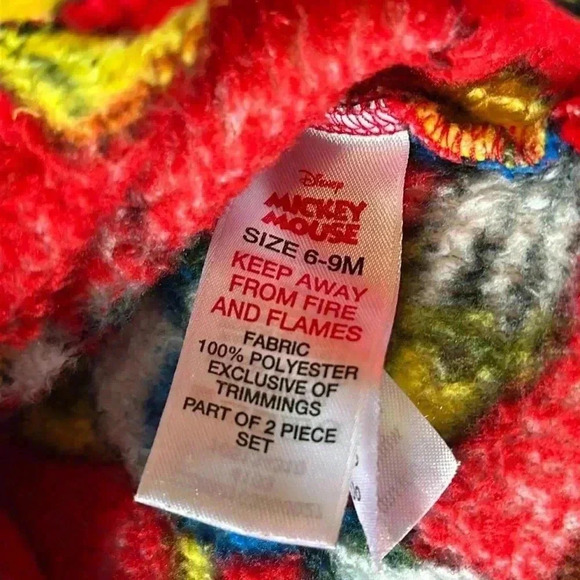 Disney
MICKEY
MOUSE
SIZE 6-9M
KEEP AWAY
FROM FIRE
AND FLAMES
FABRIC
100% POLYESTER
EXCLUSIVE OF
TRIMMINGS
PART OF 2 PIECE
SET